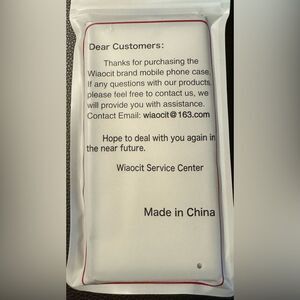 Dear Customers:
Thanks for purchasing the
Wiaocit brand mobile phone case,
If any questions with our products,
please feel free to contact us, we
will provide you with assistance.
Contact Email: wiaocit@163.com
Hope to deal with you again in
the near future.
Wiaocit Service Center
Made in China